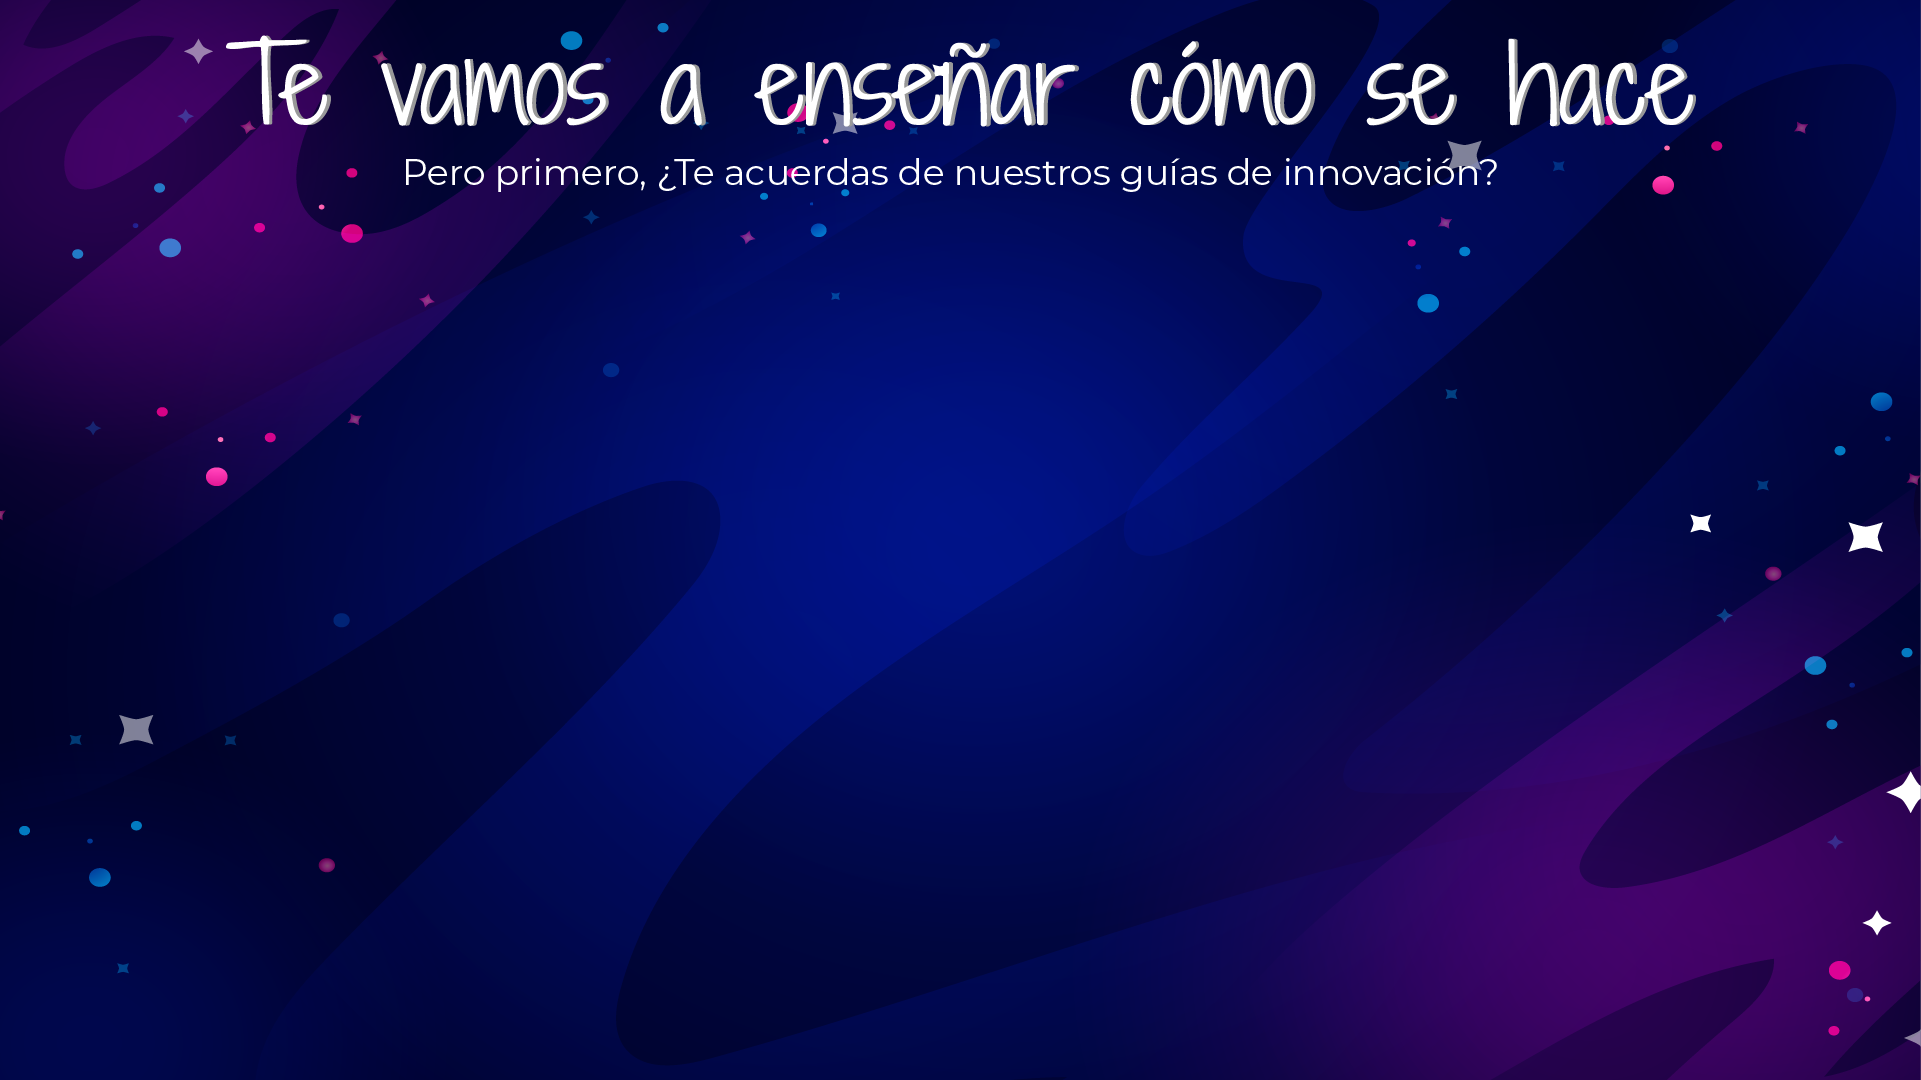 Te vamos a enseñar cómo se hace
Pero primero, ¿Te acuerdas de nuestros guías de innovación?